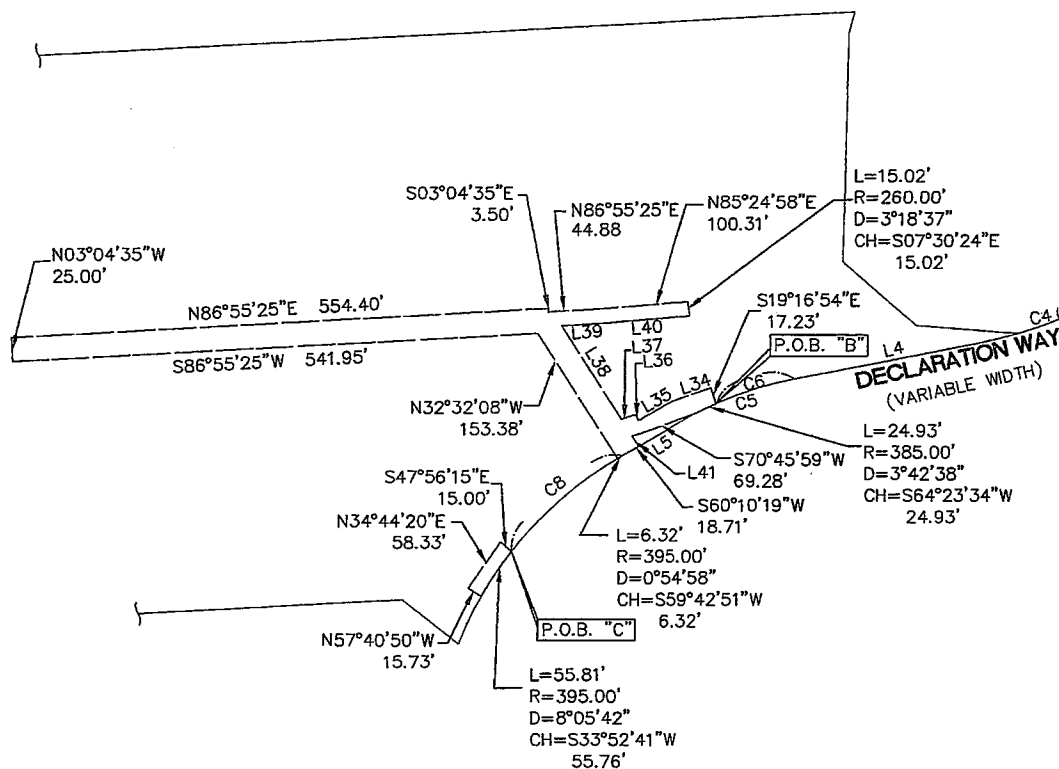 L=15.02'
R=260.00'
D=3°18'37"
CH=S07°30'24"E
15.02'
S03°04'35"E
3.50'
N86°55'25"E
44.88
N85°24'58"E
100.31'
N03°04'35"W
25.00'
N86°55'25"E 554.40'
S86°55'25"W 541.95'
S19°16'54"E
17.23'
P.O.B. "B"
L39
L40
L37
L36
L38
L35
L34
C6
C5
L4
C4
DECLARATION WAY
(VARIABLE WIDTH)
N32°32'08"W
153.38'
L5
L41
S70°45'59"W
69.28'
S60°10'19"W
18.71'
L=24.93'
R=385.00'
D=3°42'38"
CH=S64°23'34"W
24.93'
C8
S47°56'15"E
15.00'
N34°44'20"E
58.33'
L=6.32'
R=395.00'
D=0°54'58"
CH=S59°42'51"W
6.32'
N57°40'50"W
15.73'
P.O.B. "C"
L=55.81'
R=395.00'
D=8°05'42"
CH=S33°52'41"W
55.76'